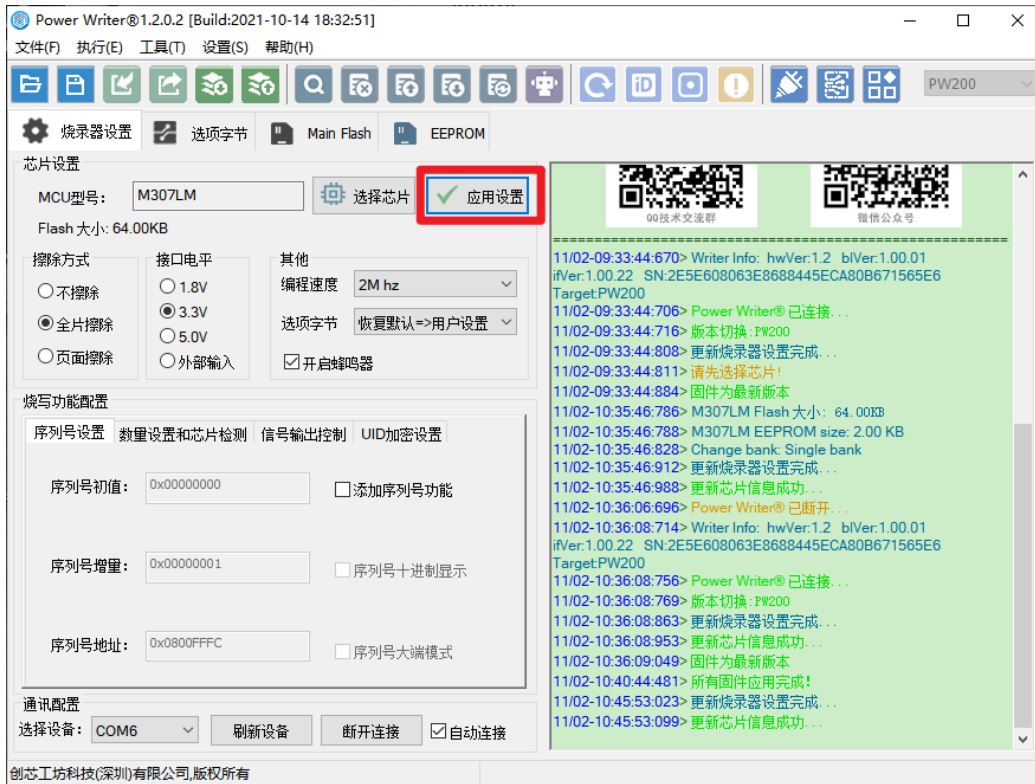 Power Writer®1.2.0.2 [Build:2021-10-14 18:32:51]
文件(F) 执行(E) 工具(T) 设置(S) 帮助(H)
iD PW200
烧录器设置 选项字节 Main Flash EEPROM
芯片设置
MCU型号: M307LM 选择芯片 应用设置
Flash 大小: 64.00KB
擦除方式
不擦除
全片擦除
页面擦除
接口电平
1.8V
3.3V
5.0V
外部输入
其他
编程速度 2M hz
选项字节 恢复默认=>用户设置
开启蜂鸣器
烧写功能配置
序列号设置 数量设置和芯片检测 信号输出控制 UID加密设置
序列号初值: 0x00000000 添加序列号功能
序列号增量: 0x00000001 序列号十进制显示
序列号地址: 0x0800FFFC 序列号大端模式
通讯配置
选择设备: COM6 刷新设备 断开连接 自动连接
创芯工坊科技(深圳)有限公司,版权所有
QQ技术交流群 微信公众号
======================================================
11/02-09:33:44:670> Writer Info: hwVer:1.2 blVer:1.00.01
ifVer:1.00.22 SN:2E5E608063E8688445ECA80B671565E6
Target:PW200
11/02-09:33:44:706> Power Writer® 已连接...
11/02-09:33:44:716> 版本切换:PW200
11/02-09:33:44:808> 更新烧录器设置完成...
11/02-09:33:44:811> 请先选择芯片!
11/02-09:33:44:884> 固件为最新版本
11/02-10:35:46:786> M307LM Flash 大小: 64.00KB
11/02-10:35:46:788> M307LM EEPROM size: 2.00 KB
11/02-10:35:46:828> Change bank: Single bank
11/02-10:35:46:912> 更新烧录器设置完成...
11/02-10:35:46:988> 更新芯片信息成功...
11/02-10:36:06:696> Power Writer® 已断开...
11/02-10:36:08:714> Writer Info: hwVer:1.2 blVer:1.00.01
ifVer:1.00.22 SN:2E5E608063E8688445ECA80B671565E6
Target:PW200
11/02-10:36:08:756> Power Writer® 已连接...
11/02-10:36:08:769> 版本切换:PW200
11/02-10:36:08:863> 更新烧录器设置完成...
11/02-10:36:08:953> 更新芯片信息成功...
11/02-10:36:09:049> 固件为最新版本
11/02-10:40:44:481> 所有固件应用完成!
11/02-10:45:53:023> 更新烧录器设置完成...
11/02-10:45:53:099> 更新芯片信息成功...